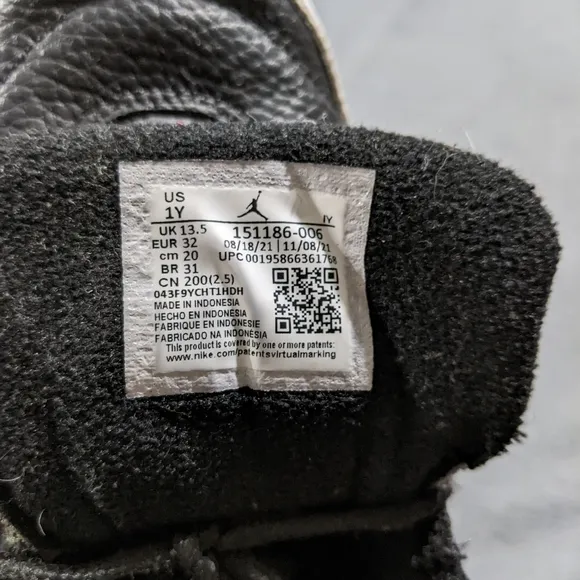 US
1Y
IY
UK 13.5
151186-006
EUR 32
08/18/21 | 11/08/21
cm 20
UPC00195866361768
BR 31
CN 200(2.5)
043F9YCHT1HDH
MADE IN INDONESIA
HECHO EN INDONESIA
FABRIQUE EN INDONESIE
FABRICADO NA INDONÉSIA
This product is covered by one or more patents:
www.nike.com/patentsvirtualmarking